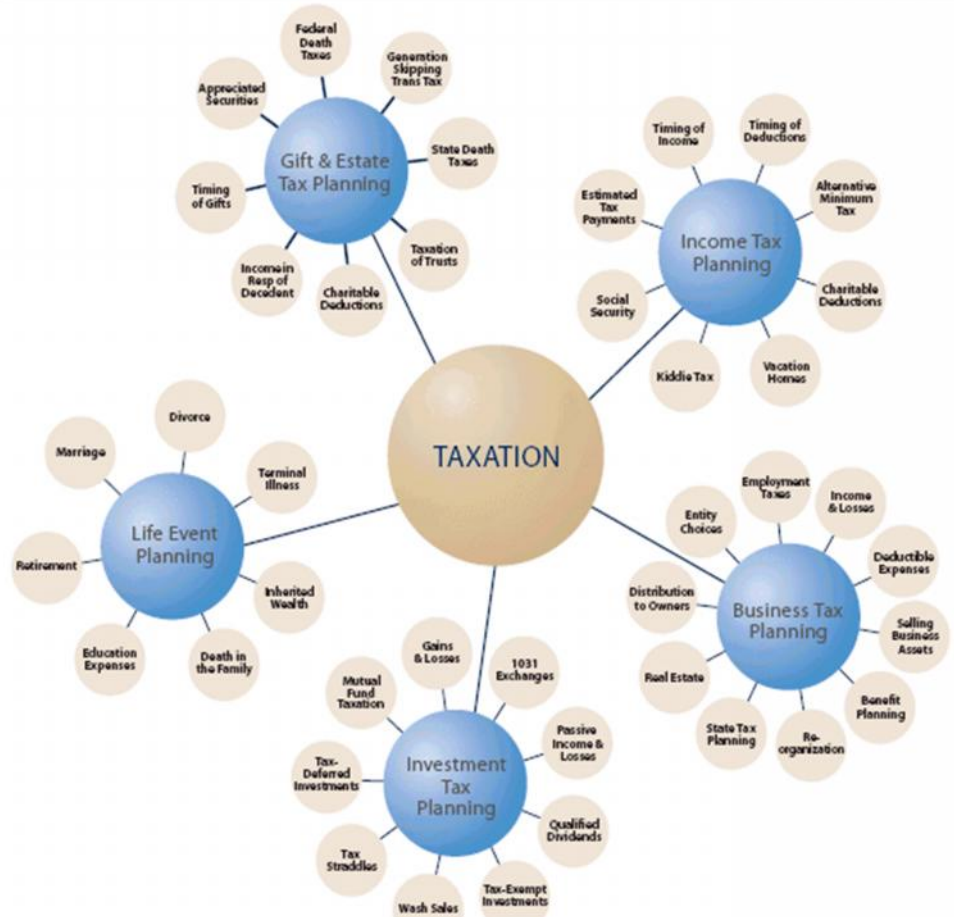 TAXATION
Gift & Estate
Tax Planning
Federal
Death
Taxes
Generation
Skipping
Trans Tax
State Death
Taxes
Taxation
of Trusts
Charitable
Deductions
Income in
Resp of
Decedent
Timing
of Gifts
Appreciated
Securities
Income Tax
Planning
Timing of
Income
Timing of
Deductions
Alternative
Minimum
Tax
Charitable
Deductions
Vacation
Homes
Kiddie Tax
Social
Security
Estimated
Tax
Payments
Business Tax
Planning
Employment
Taxes
Income
& Losses
Deductible
Expenses
Selling
Business
Assets
Benefit
Planning
Re-
organization
State Tax
Planning
Real Estate
Distribution
to Owners
Entity
Choices
Investment
Tax
Planning
Gains
& Losses
1031
Exchanges
Passive
Income &
Losses
Qualified
Dividends
Tax-Exempt
Investments
Wash Sales
Tax
Straddles
Tax-
Deferred
Investments
Mutual
Fund
Taxation
Life Event
Planning
Divorce
Terminal
Illness
Inherited
Wealth
Death in
the Family
Education
Expenses
Retirement
Marriage